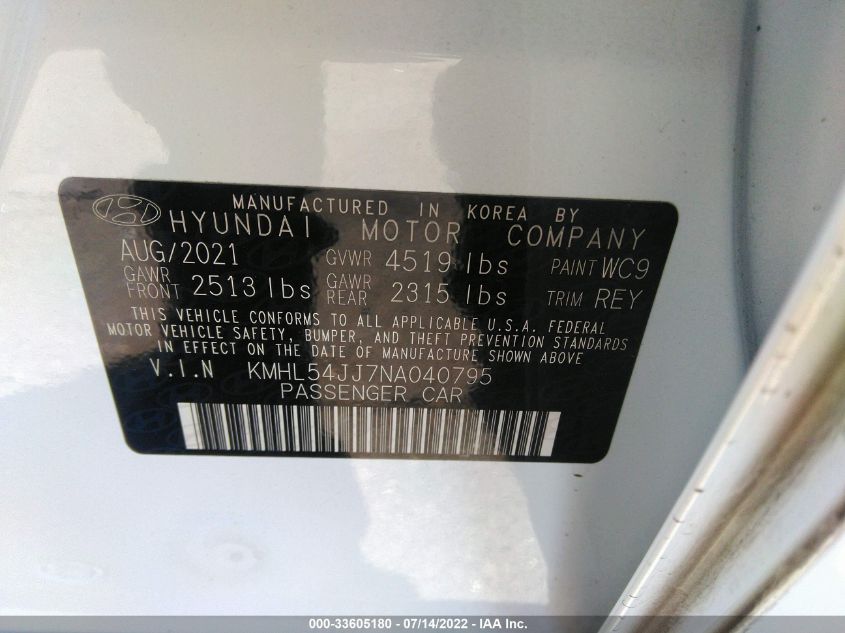 MANUFACTURED IN KOREA BY
HYUNDAI MOTOR COMPANY
AUG/2021 GVWR 4519 lbs PAINT WC9
GAWR FRONT 2513 lbs GAWR REAR 2315 lbs TRIM REY
THIS VEHICLE CONFORMS TO ALL APPLICABLE U.S.A. FEDERAL
MOTOR VEHICLE SAFETY, BUMPER, AND THEFT PREVENTION STANDARDS
IN EFFECT ON THE DATE OF MANUFACTURE SHOWN ABOVE
V.I.N KMHL54JJ7NA040795
PASSENGER CAR
000-33605180 - 07/14/2022 - IAA Inc.